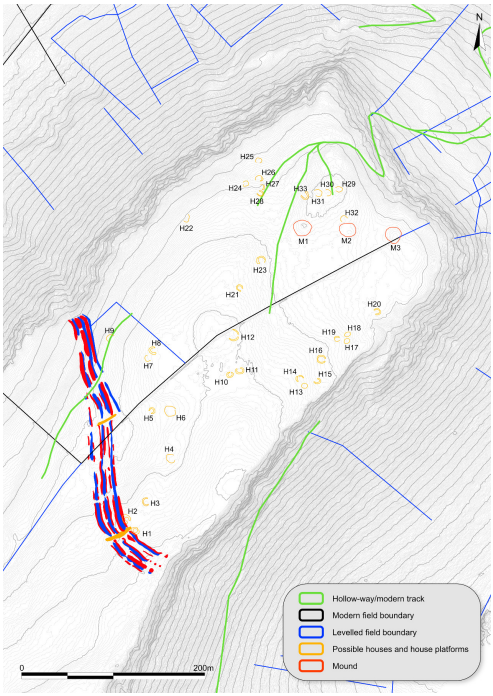 N
H25
H26
H24
H27
H28
H33
H30
H29
H31
H32
H22
M1
M2
M3
H23
H21
H20
H9
H12
H19
H18
H17
H8
H7
H16
H10
H11
H14
H15
H13
H5
H6
H4
H3
H2
H1
Hollow-way/modern track
Modern field boundary
Levelled field boundary
Possible houses and house platforms
Mound
0
200m